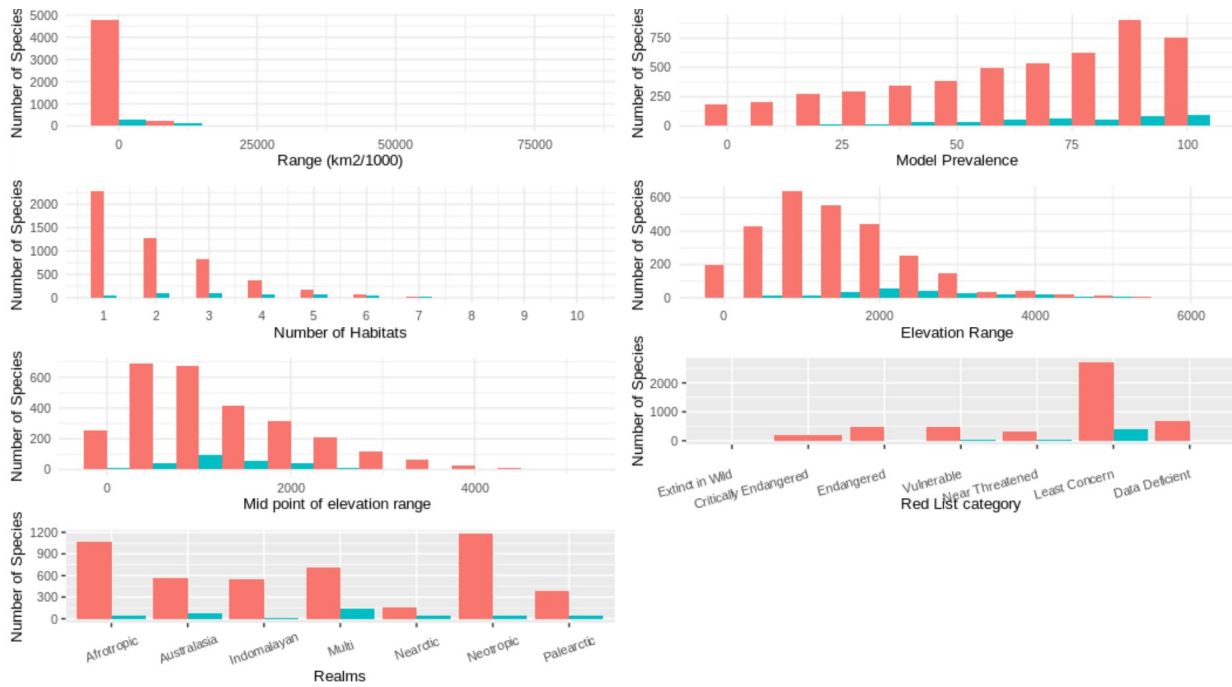 Number of Species
5000
4000
3000
2000
1000
0
0 25000 50000 75000
Range (km2/1000)
Number of Species
750
500
250
0
0 25 50 75 100
Model Prevalence
Number of Species
2000
1500
1000
500
0
1 2 3 4 5 6 7 8 9 10
Number of Habitats
Number of Species
600
400
200
0
0 2000 4000 6000
Elevation Range
Number of Species
600
400
200
0
0 2000 4000
Mid point of elevation range
Number of Species
2000
1000
0
Extinct in Wild
Critically Endangered
Endangered
Vulnerable
Near Threatened
Least Concern
Data Deficient
Red List category
Number of Species
1200
900
600
300
0
Afrotropic
Australasia
Indomalayan
Multi
Nearctic
Neotropic
Palearctic
Realms